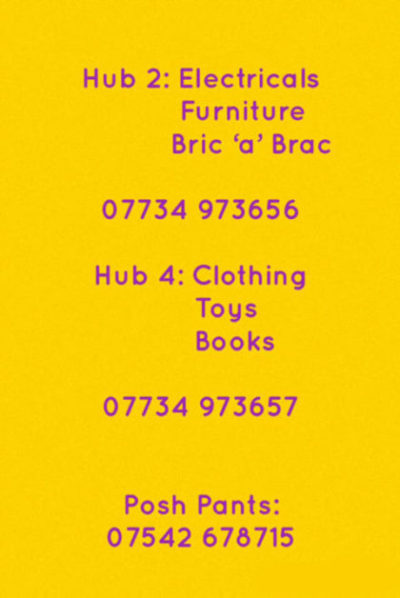 Hub 2: Electricals
Furniture
Bric ‘a’ Brac
07734 973656
Hub 4: Clothing
Toys
Books
07734 973657
Posh Pants:
07542 678715